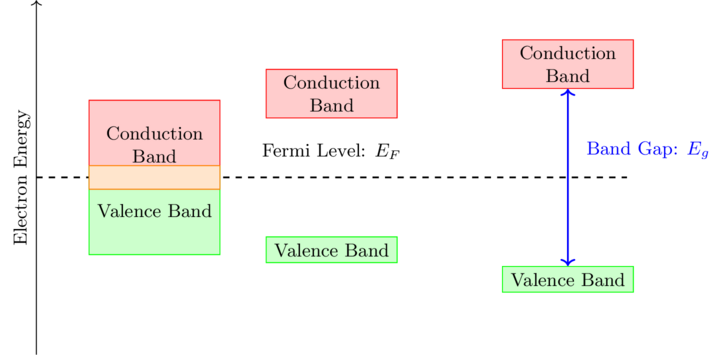 Electron Energy
Conduction
Band
Valence Band
Conduction
Band
Fermi Level: E_F
Valence Band
Conduction
Band
Band Gap: E_g
Valence Band